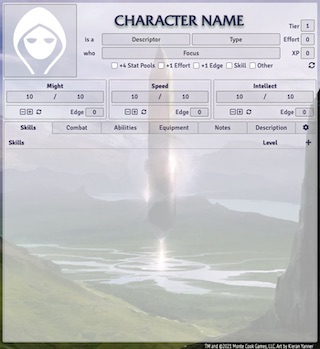 CHARACTER NAME
Tier 1
is a Descriptor Type Effort 0
who Focus XP 0
+4 Stat Pools +1 Effort +1 Edge Skill Other
Might Speed Intellect
10 / 10 10 / 10 10 / 10
Edge 0 Edge 0 Edge 0
Skills Combat Abilities Equipment Notes Description
Skills Level +
TM and ©2021 Monte Cook Games, LLC. Art by Kieran Yanner